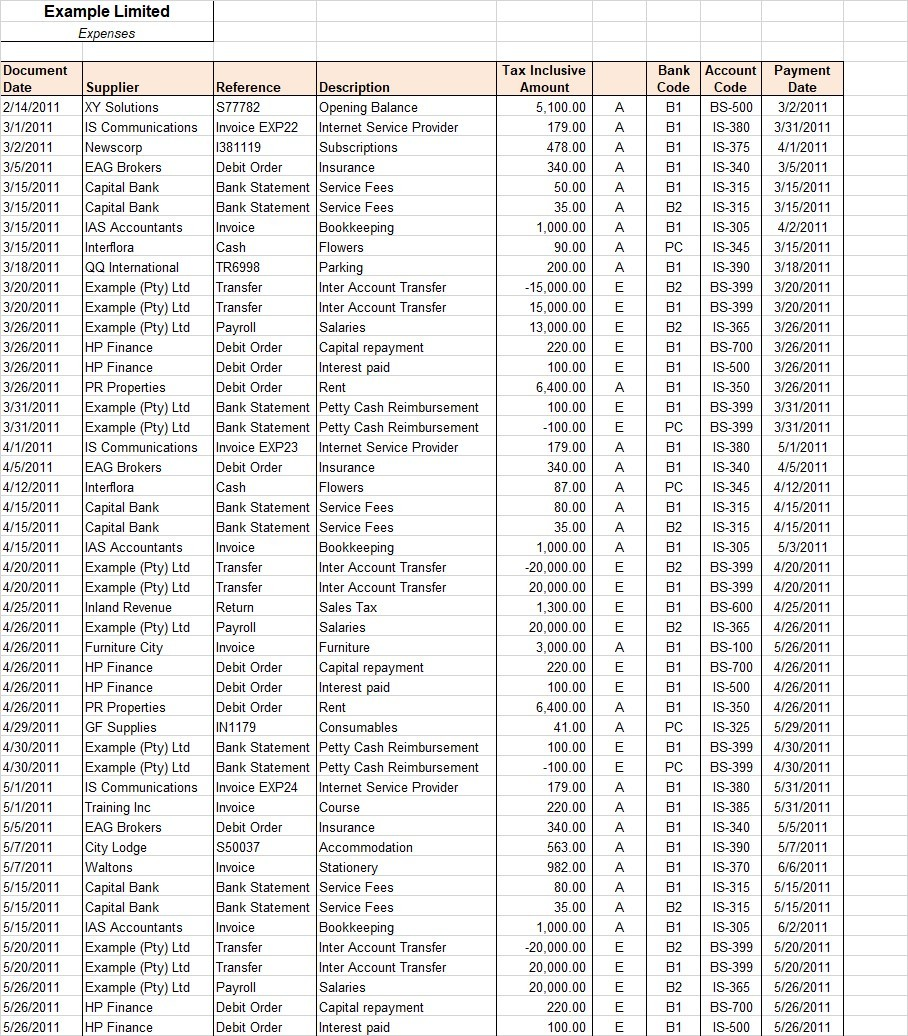 Example Limited
Expenses
Document Date Supplier Reference Description Tax Inclusive Amount Bank Code Account Code Payment Date
2/14/2011 XY Solutions S77782 Opening Balance 5,100.00 A B1 BS-500 3/2/2011
3/1/2011 IS Communications Invoice EXP22 Internet Service Provider 179.00 A B1 IS-380 3/31/2011
3/2/2011 Newscorp I381119 Subscriptions 478.00 A B1 IS-375 4/1/2011
3/5/2011 EAG Brokers Debit Order Insurance 340.00 A B1 IS-340 3/5/2011
3/15/2011 Capital Bank Bank Statement Service Fees 50.00 A B1 IS-315 3/15/2011
3/15/2011 Capital Bank Bank Statement Service Fees 35.00 A B2 IS-315 3/15/2011
3/15/2011 IAS Accountants Invoice Bookkeeping 1,000.00 A B1 IS-305 4/2/2011
3/15/2011 Interflora Cash Flowers 90.00 A PC IS-345 3/15/2011
3/18/2011 QQ International TR6998 Parking 200.00 A B1 IS-390 3/18/2011
3/20/2011 Example (Pty) Ltd Transfer Inter Account Transfer -15,000.00 E B2 BS-399 3/20/2011
3/20/2011 Example (Pty) Ltd Transfer Inter Account Transfer 15,000.00 E B1 BS-399 3/20/2011
3/26/2011 Example (Pty) Ltd Payroll Salaries 13,000.00 E B2 IS-365 3/26/2011
3/26/2011 HP Finance Debit Order Capital repayment 220.00 E B1 BS-700 3/26/2011
3/26/2011 HP Finance Debit Order Interest paid 100.00 E B1 IS-500 3/26/2011
3/26/2011 PR Properties Debit Order Rent 6,400.00 A B1 IS-350 3/26/2011
3/31/2011 Example (Pty) Ltd Bank Statement Petty Cash Reimbursement 100.00 E B1 BS-399 3/31/2011
3/31/2011 Example (Pty) Ltd Bank Statement Petty Cash Reimbursement -100.00 E PC BS-399 3/31/2011
4/1/2011 IS Communications Invoice EXP23 Internet Service Provider 179.00 A B1 IS-380 5/1/2011
4/5/2011 EAG Brokers Debit Order Insurance 340.00 A B1 IS-340 4/5/2011
4/12/2011 Interflora Cash Flowers 87.00 A PC IS-345 4/12/2011
4/15/2011 Capital Bank Bank Statement Service Fees 80.00 A B1 IS-315 4/15/2011
4/15/2011 Capital Bank Bank Statement Service Fees 35.00 A B2 IS-315 4/15/2011
4/15/2011 IAS Accountants Invoice Bookkeeping 1,000.00 A B1 IS-305 5/3/2011
4/20/2011 Example (Pty) Ltd Transfer Inter Account Transfer -20,000.00 E B2 BS-399 4/20/2011
4/20/2011 Example (Pty) Ltd Transfer Inter Account Transfer 20,000.00 E B1 BS-399 4/20/2011
4/25/2011 Inland Revenue Return Sales Tax 1,300.00 E B1 BS-600 4/25/2011
4/26/2011 Example (Pty) Ltd Payroll Salaries 20,000.00 E B2 IS-365 4/26/2011
4/26/2011 Furniture City Invoice Furniture 3,000.00 A B1 BS-100 5/26/2011
4/26/2011 HP Finance Debit Order Capital repayment 220.00 E B1 BS-700 4/26/2011
4/26/2011 HP Finance Debit Order Interest paid 100.00 E B1 IS-500 4/26/2011
4/26/2011 PR Properties Debit Order Rent 6,400.00 A B1 IS-350 4/26/2011
4/29/2011 GF Supplies IN1179 Consumables 41.00 A PC IS-325 5/29/2011
4/30/2011 Example (Pty) Ltd Bank Statement Petty Cash Reimbursement 100.00 E B1 BS-399 4/30/2011
4/30/2011 Example (Pty) Ltd Bank Statement Petty Cash Reimbursement -100.00 E PC BS-399 4/30/2011
5/1/2011 IS Communications Invoice EXP24 Internet Service Provider 179.00 A B1 IS-380 5/31/2011
5/1/2011 Training Inc Invoice Course 220.00 A B1 IS-385 5/31/2011
5/5/2011 EAG Brokers Debit Order Insurance 340.00 A B1 IS-340 5/5/2011
5/7/2011 City Lodge S50037 Accommodation 563.00 A B1 IS-390 5/7/2011
5/7/2011 Waltons Invoice Stationery 982.00 A B1 IS-370 6/6/2011
5/15/2011 Capital Bank Bank Statement Service Fees 80.00 A B1 IS-315 5/15/2011
5/15/2011 Capital Bank Bank Statement Service Fees 35.00 A B2 IS-315 5/15/2011
5/15/2011 IAS Accountants Invoice Bookkeeping 1,000.00 A B1 IS-305 6/2/2011
5/20/2011 Example (Pty) Ltd Transfer Inter Account Transfer -20,000.00 E B2 BS-399 5/20/2011
5/20/2011 Example (Pty) Ltd Transfer Inter Account Transfer 20,000.00 E B1 BS-399 5/20/2011
5/26/2011 Example (Pty) Ltd Payroll Salaries 20,000.00 E B2 IS-365 5/26/2011
5/26/2011 HP Finance Debit Order Capital repayment 220.00 E B1 BS-700 5/26/2011
5/26/2011 HP Finance Debit Order Interest paid 100.00 E B1 IS-500 5/26/2011